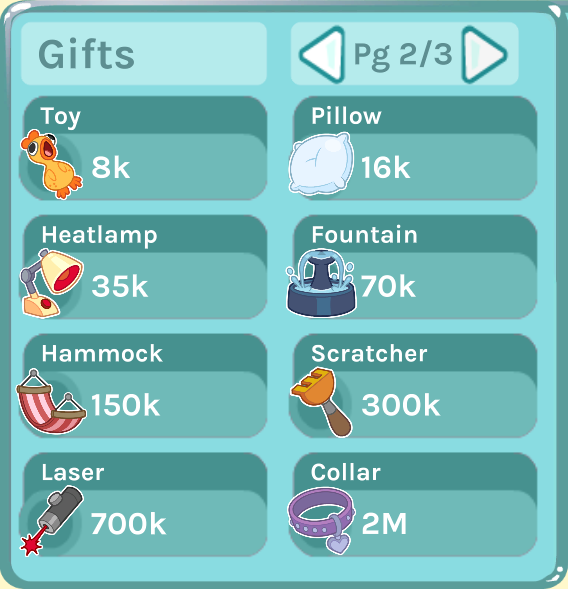 Gifts
Pg 2/3
Toy
8k
Pillow
16k
Heatlamp
35k
Fountain
70k
Hammock
150k
Scratcher
300k
Laser
700k
Collar
2M